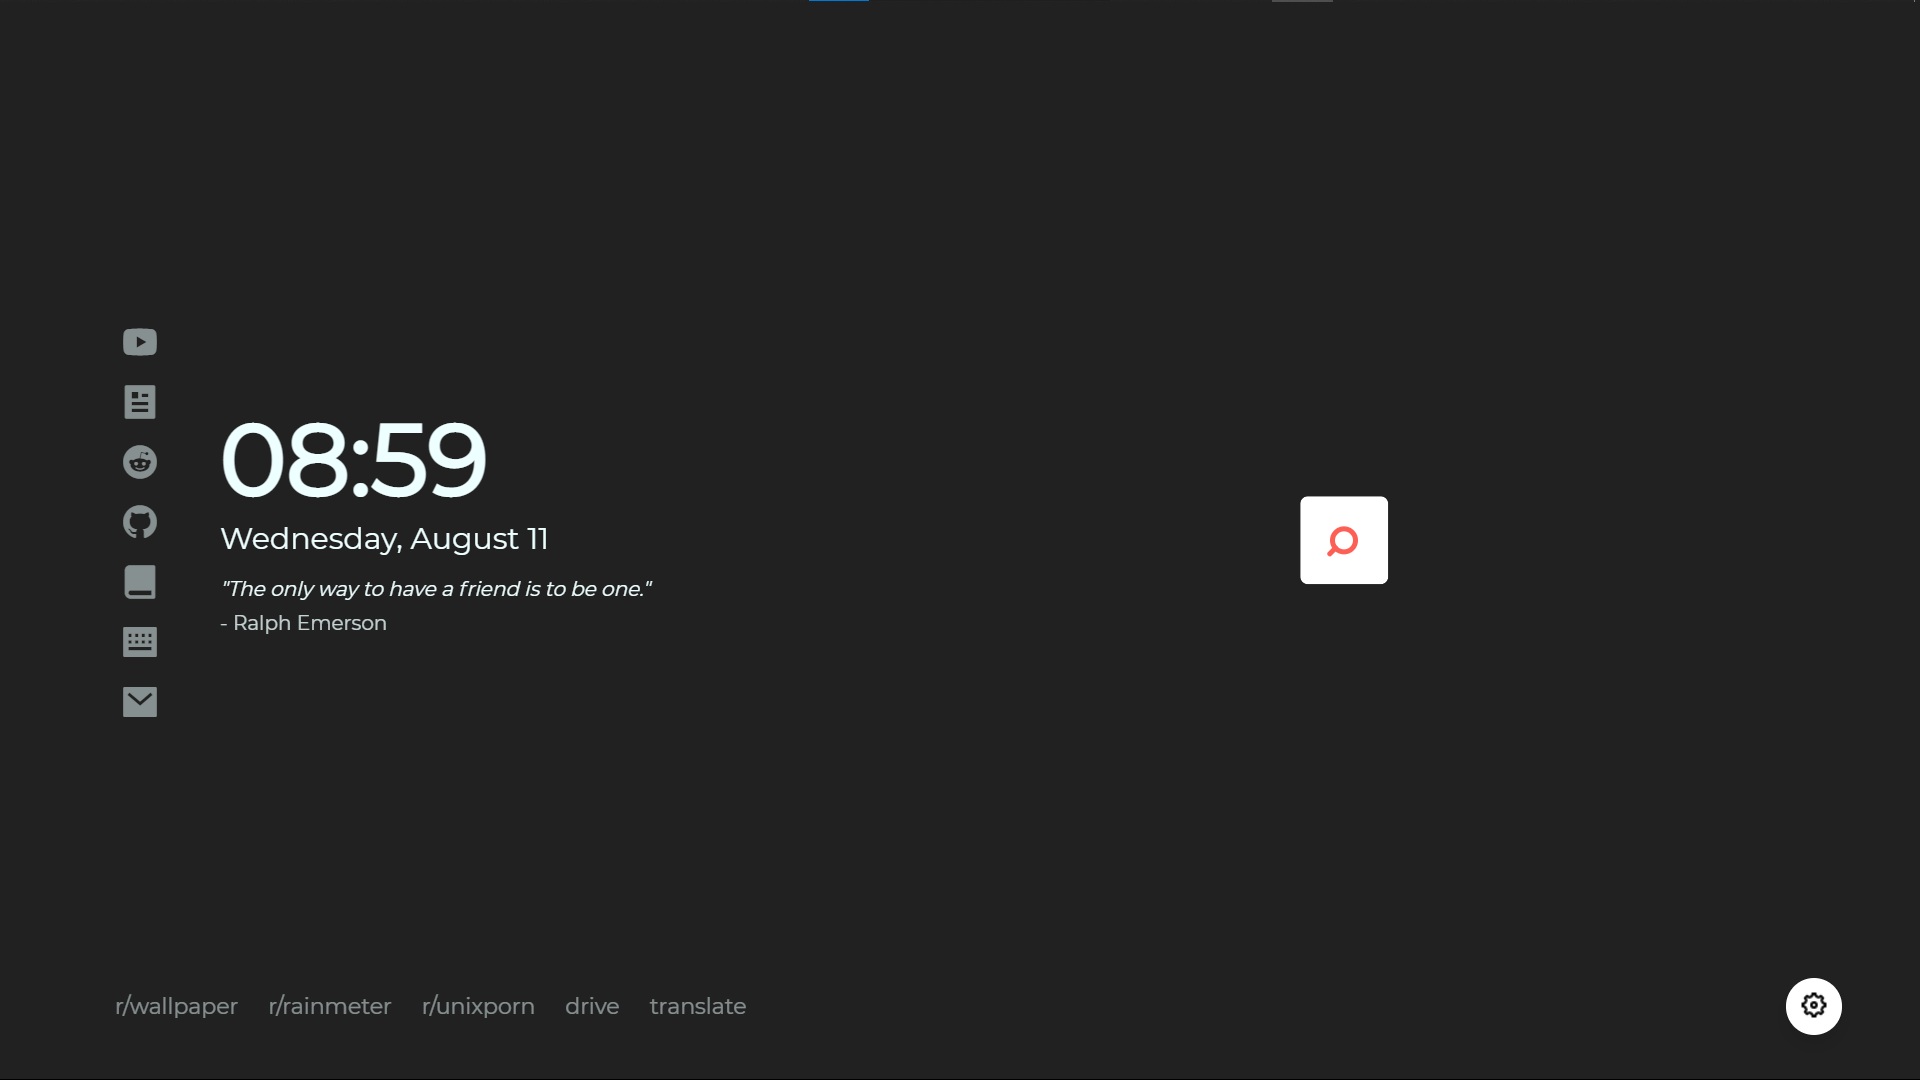 08:59
Wednesday, August 11
"The only way to have a friend is to be one."
- Ralph Emerson
r/wallpaper r/rainmeter r/unixporn drive translate